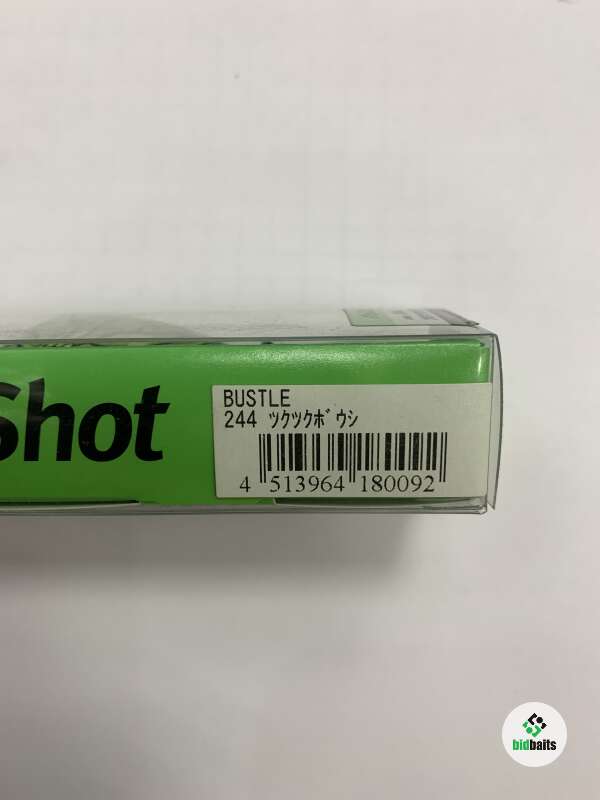 Shot
BUSTLE
244 ﾂｸﾂｸﾎﾞｳｼ
4 513964 180092
bidbaits